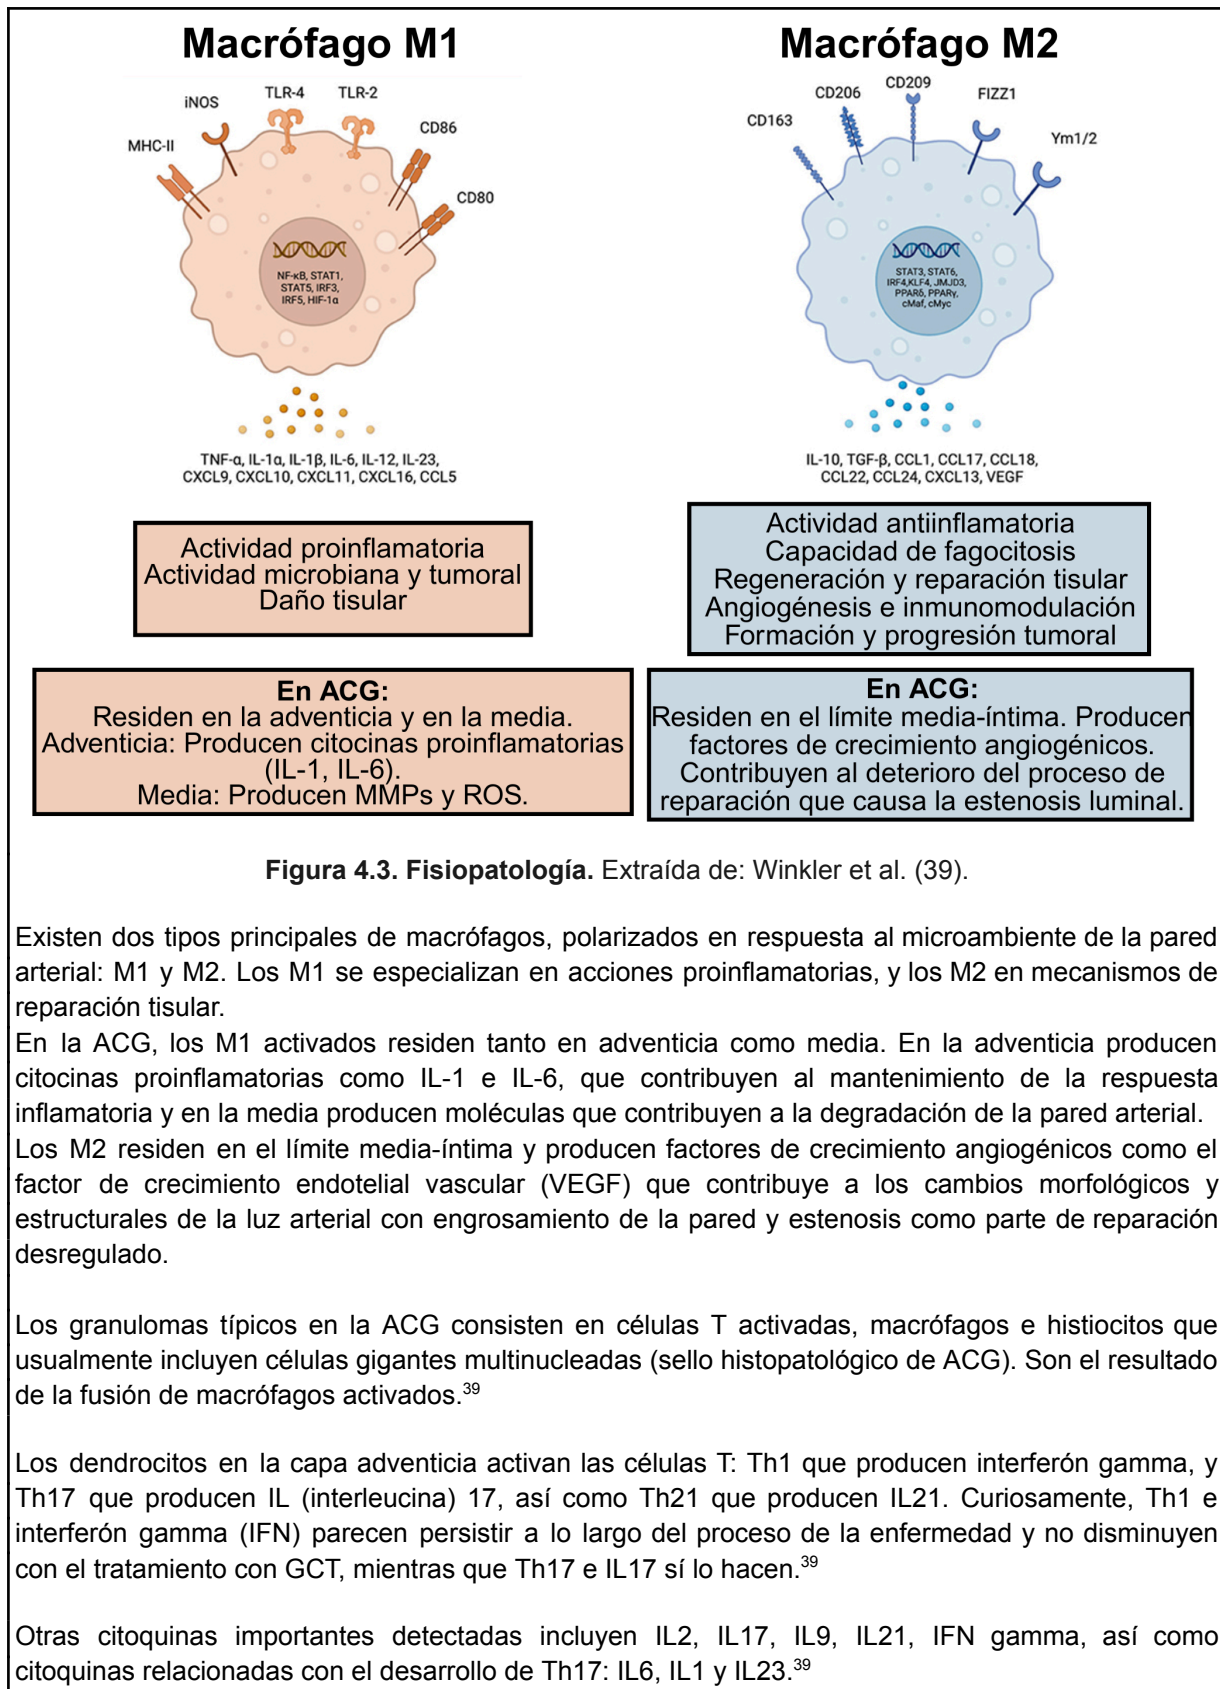 Macrófago M1
Macrófago M2
iNOS
TLR-4
TLR-2
MHC-II
CD86
CD80
NF-κB, STAT1,
STAT5, IRF3,
IRF5, HIF-1α
TNF-α, IL-1α, IL-1β, IL-6, IL-12, IL-23,
CXCL9, CXCL10, CXCL11, CXCL16, CCL5
CD163
CD206
CD209
FIZZ1
Ym1/2
STAT3, STAT6,
IRF4,KLF4, JMJD3,
PPARδ, PPARγ,
cMaf, cMyc
IL-10, TGF-β, CCL1, CCL17, CCL18,
CCL22, CCL24, CXCL13, VEGF
Actividad proinflamatoria
Actividad microbiana y tumoral
Daño tisular
Actividad antiinflamatoria
Capacidad de fagocitosis
Regeneración y reparación tisular
Angiogénesis e inmunomodulación
Formación y progresión tumoral
En ACG:
Residen en la adventicia y en la media.
Adventicia: Producen citocinas proinflamatorias
(IL-1, IL-6).
Media: Producen MMPs y ROS.
En ACG:
Residen en el límite media-íntima. Producen
factores de crecimiento angiogénicos.
Contribuyen al deterioro del proceso de
reparación que causa la estenosis luminal.
Figura 4.3. Fisiopatología. Extraída de: Winkler et al. (39).
Existen dos tipos principales de macrófagos, polarizados en respuesta al microambiente de la pared
arterial: M1 y M2. Los M1 se especializan en acciones proinflamatorias, y los M2 en mecanismos de
reparación tisular.
En la ACG, los M1 activados residen tanto en adventicia como media. En la adventicia producen
citocinas proinflamatorias como IL-1 e IL-6, que contribuyen al mantenimiento de la respuesta
inflamatoria y en la media producen moléculas que contribuyen a la degradación de la pared arterial.
Los M2 residen en el límite media-íntima y producen factores de crecimiento angiogénicos como el
factor de crecimiento endotelial vascular (VEGF) que contribuye a los cambios morfológicos y
estructurales de la luz arterial con engrosamiento de la pared y estenosis como parte de reparación
desregulado.
Los granulomas típicos en la ACG consisten en células T activadas, macrófagos e histiocitos que
usualmente incluyen células gigantes multinucleadas (sello histopatológico de ACG). Son el resultado
de la fusión de macrófagos activados.39
Los dendrocitos en la capa adventicia activan las células T: Th1 que producen interferón gamma, y
Th17 que producen IL (interleucina) 17, así como Th21 que producen IL21. Curiosamente, Th1 e
interferón gamma (IFN) parecen persistir a lo largo del proceso de la enfermedad y no disminuyen
con el tratamiento con GCT, mientras que Th17 e IL17 sí lo hacen.39
Otras citoquinas importantes detectadas incluyen IL2, IL17, IL9, IL21, IFN gamma, así como
citoquinas relacionadas con el desarrollo de Th17: IL6, IL1 y IL23.39